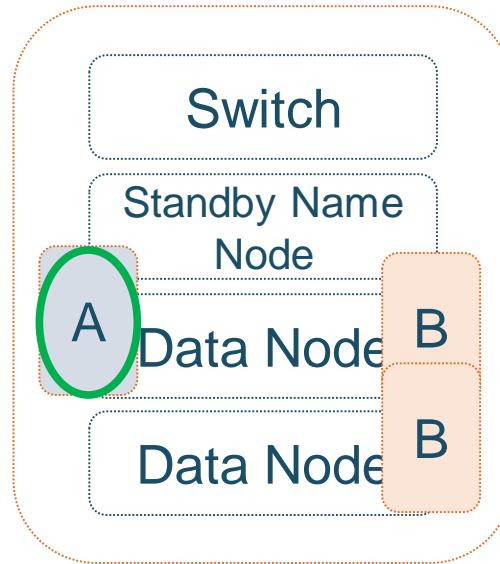 Switch
Standby Name
Node
A
Data Node
B
Data Node
B